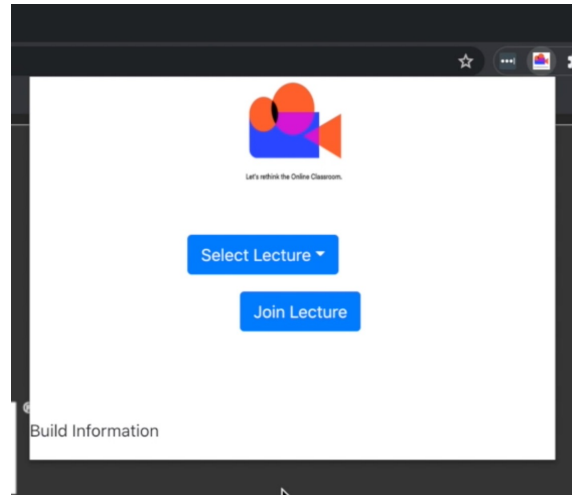 Let's rethink the Online Classroom.
Select Lecture
Join Lecture
Build Information